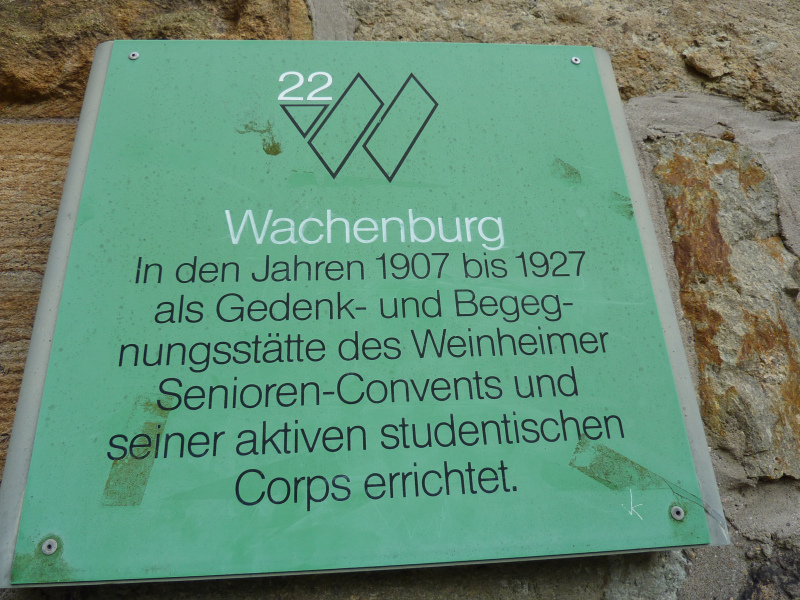 22
Wachenburg
In den Jahren 1907 bis 1927
als Gedenk- und Begeg-
nungsstätte des Weinheimer
Senioren-Convents und
seiner aktiven studentischen
Corps errichtet.